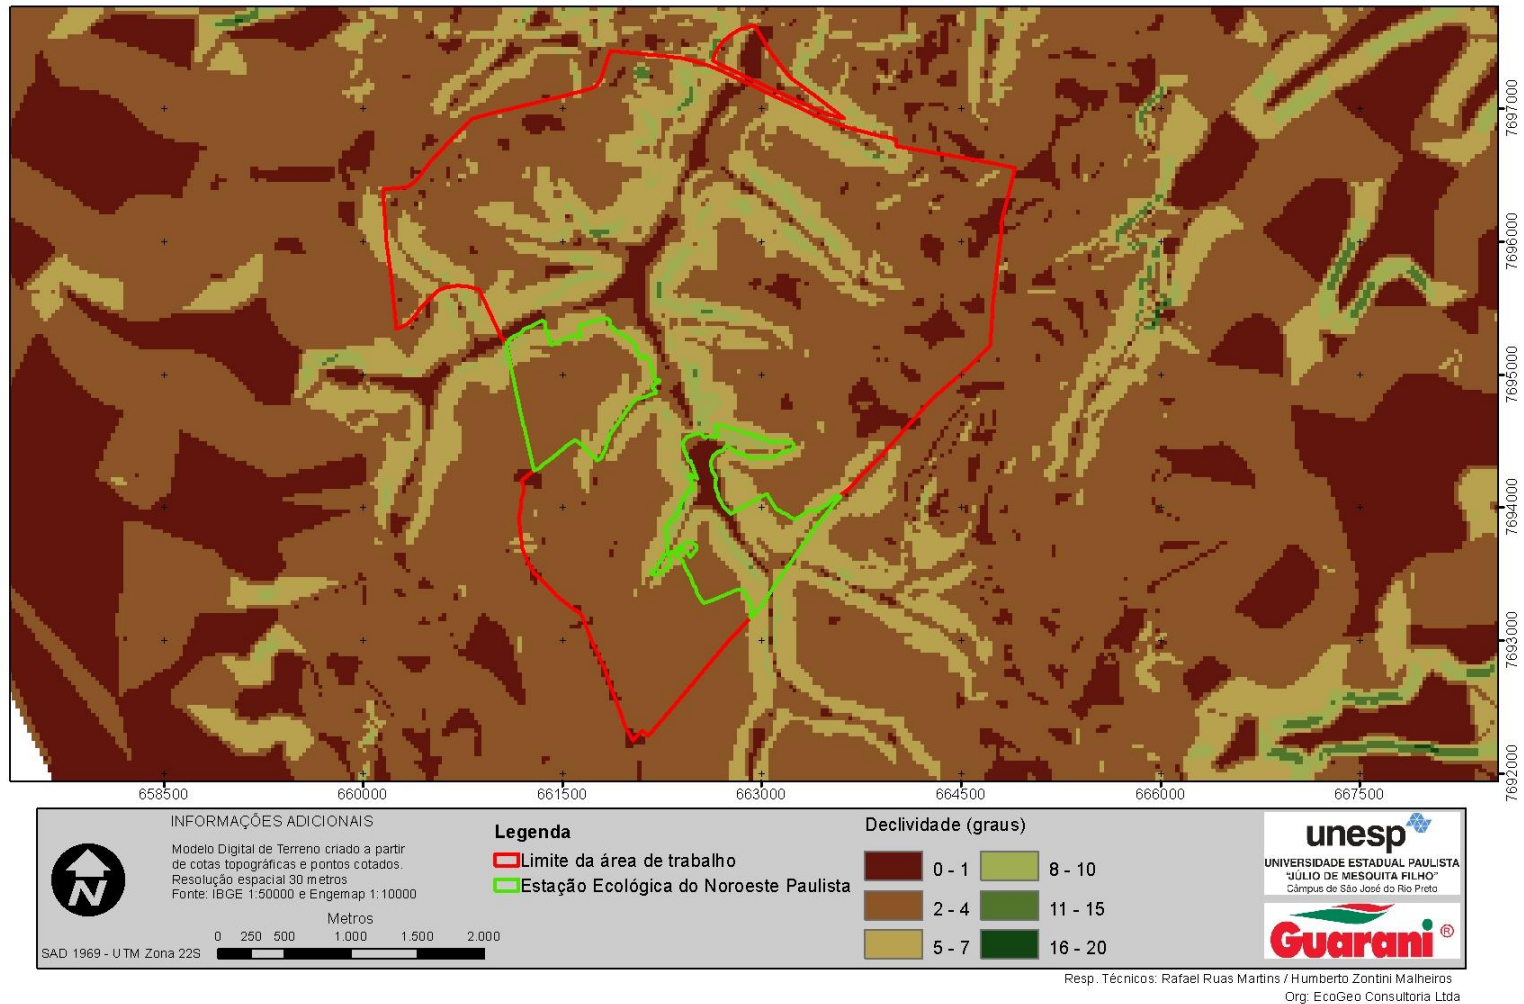 7697000
7696000
7695000
7694000
7693000
7692000
658500
660000
661500
663000
664500
666000
667500
INFORMAÇÕES ADICIONAIS
Modelo Digital de Terreno criado a partir
de cotas topográficas e pontos cotados.
Resolução espacial 30 metros
Fonte: IBGE 1:50000 e Engemap 1:10000
Metros
0 250 500 1.000 1.500 2.000
SAD 1969 - UTM Zona 22S
N
Legenda
Limite da área de trabalho
Estação Ecológica do Noroeste Paulista
Declividade (graus)
0 - 1
2 - 4
5 - 7
8 - 10
11 - 15
16 - 20
unesp
UNIVERSIDADE ESTADUAL PAULISTA
"JÚLIO DE MESQUITA FILHO"
Câmpus de São José do Rio Preto
Guarani ®
Resp. Técnicos: Rafael Ruas Martins / Humberto Zontini Malheiros
Org: EcoGeo Consultoria Ltda